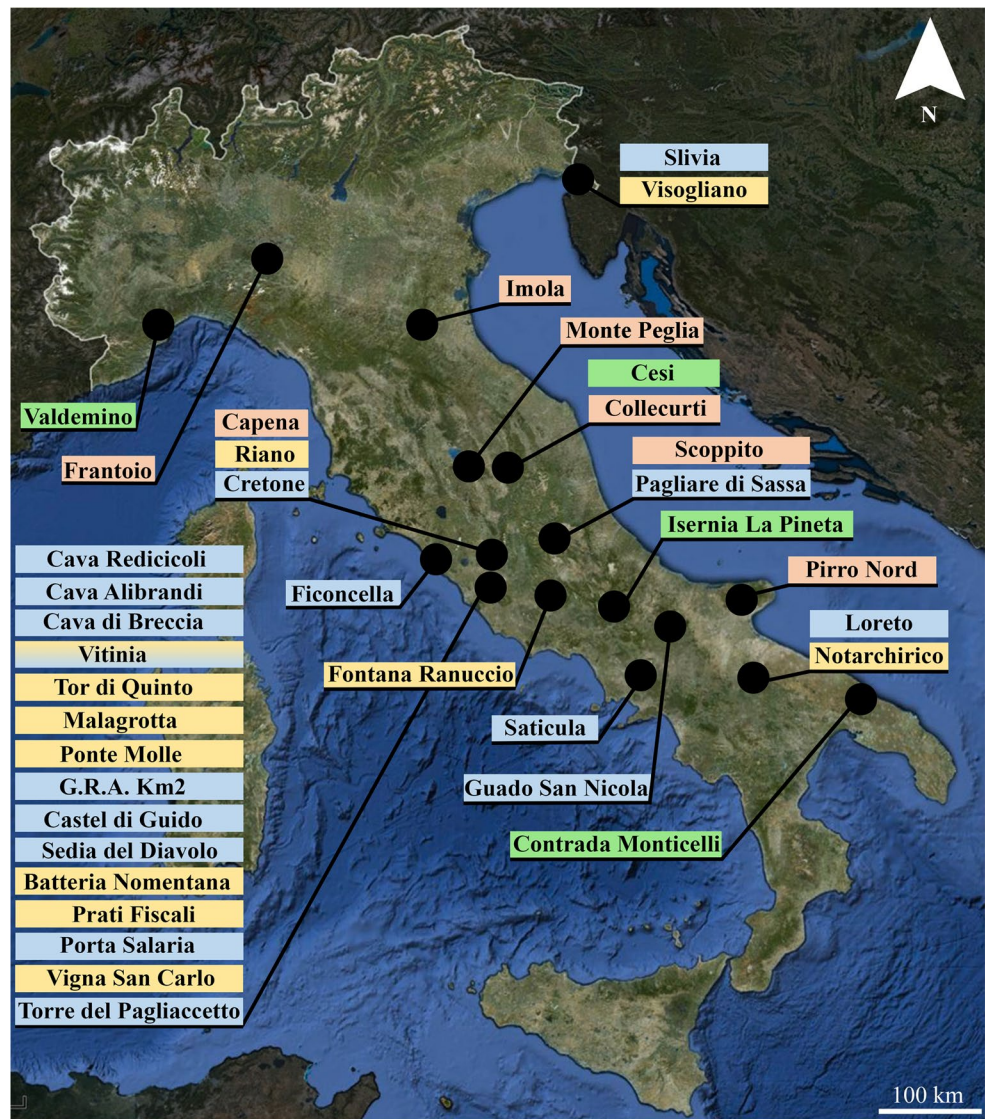 N
Slivia
Visogliano
Imola
Monte Peglia
Cesi
Collecurti
Valdemino
Frantoio
Capena
Riano
Cretone
Scoppito
Pagliare di Sassa
Isernia La Pineta
Pirro Nord
Ficoncella
Loreto
Notarchirico
Fontana Ranuccio
Saticula
Guado San Nicola
Contrada Monticelli
Cava Redicicoli
Cava Alibrandi
Cava di Breccia
Vitinia
Tor di Quinto
Malagrotta
Ponte Molle
G.R.A. Km2
Castel di Guido
Sedia del Diavolo
Batteria Nomentana
Prati Fiscali
Porta Salaria
Vigna San Carlo
Torre del Pagliaccetto
100 km